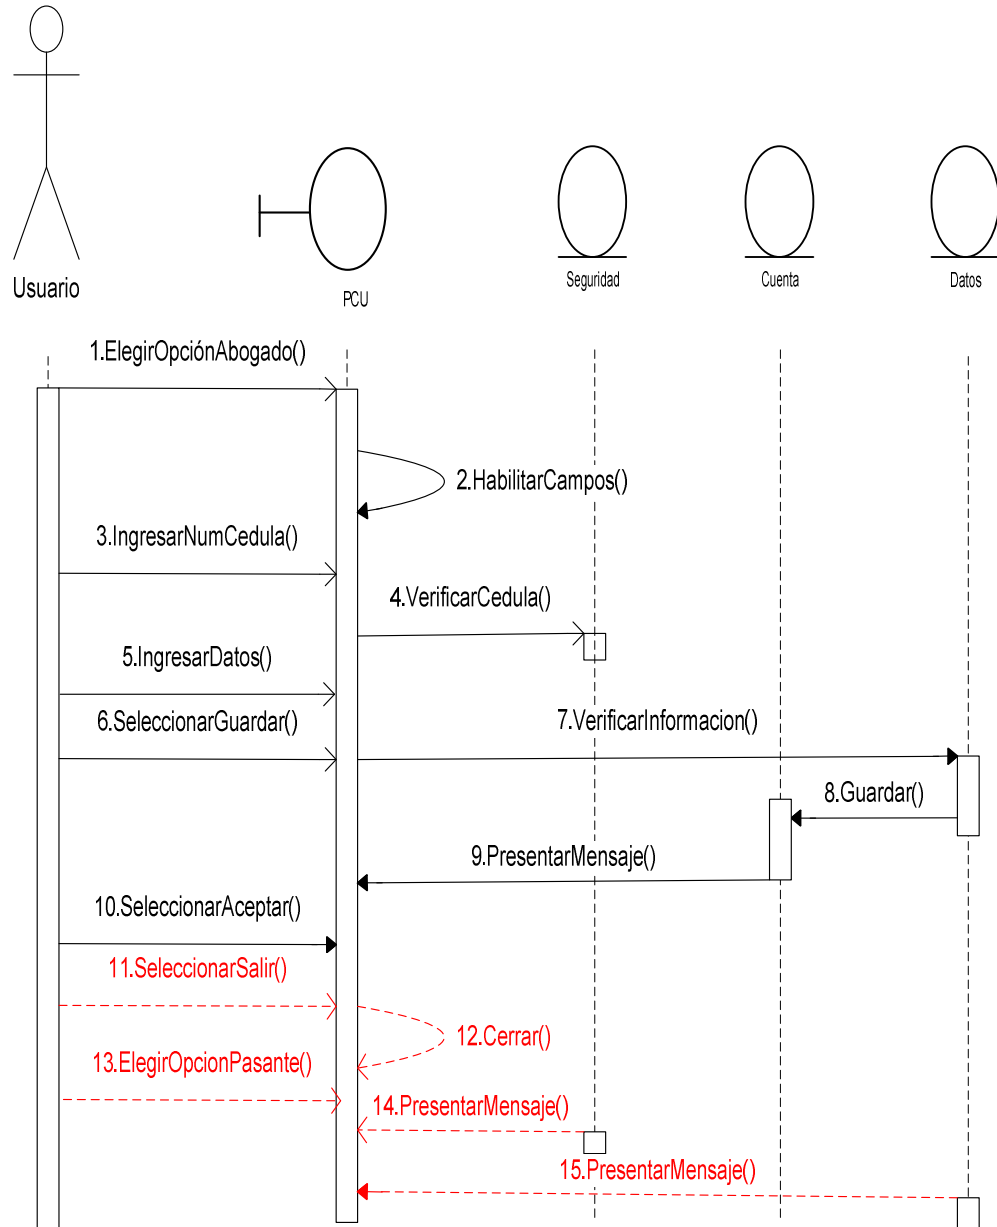 Usuario
PCU
Seguridad
Cuenta
Datos
1.ElegirOpciónAbogado()
2.HabilitarCampos()
3.IngresarNumCedula()
4.VerificarCedula()
5.IngresarDatos()
6.SeleccionarGuardar()
7.VerificarInformacion()
8.Guardar()
9.PresentarMensaje()
10.SeleccionarAceptar()
11.SeleccionarSalir()
12.Cerrar()
13.ElegirOpcionPasante()
14.PresentarMensaje()
15.PresentarMensaje()